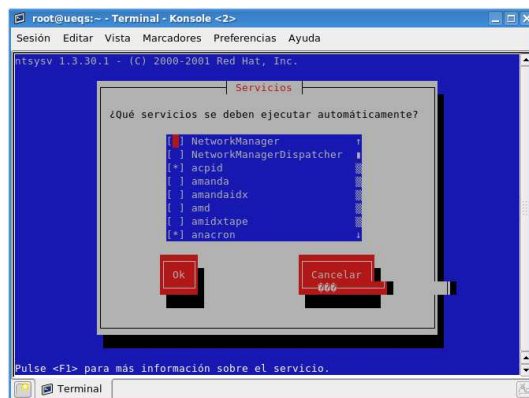 root@ueqs:~ - Terminal - Konsole <2>
Sesión Editar Vista Marcadores Preferencias Ayuda
ntsysv 1.3.30.1 - (C) 2000-2001 Red Hat, Inc.
Servicios
¿Qué servicios se deben ejecutar automáticamente?
[ ] NetworkManager
[ ] NetworkManagerDispatcher
[*] acpid
[ ] amanda
[ ] amandaidx
[ ] amd
[ ] amidxtape
[*] anacron
Ok
Cancelar
���
Pulse <F1> para más información sobre el servicio.
Terminal